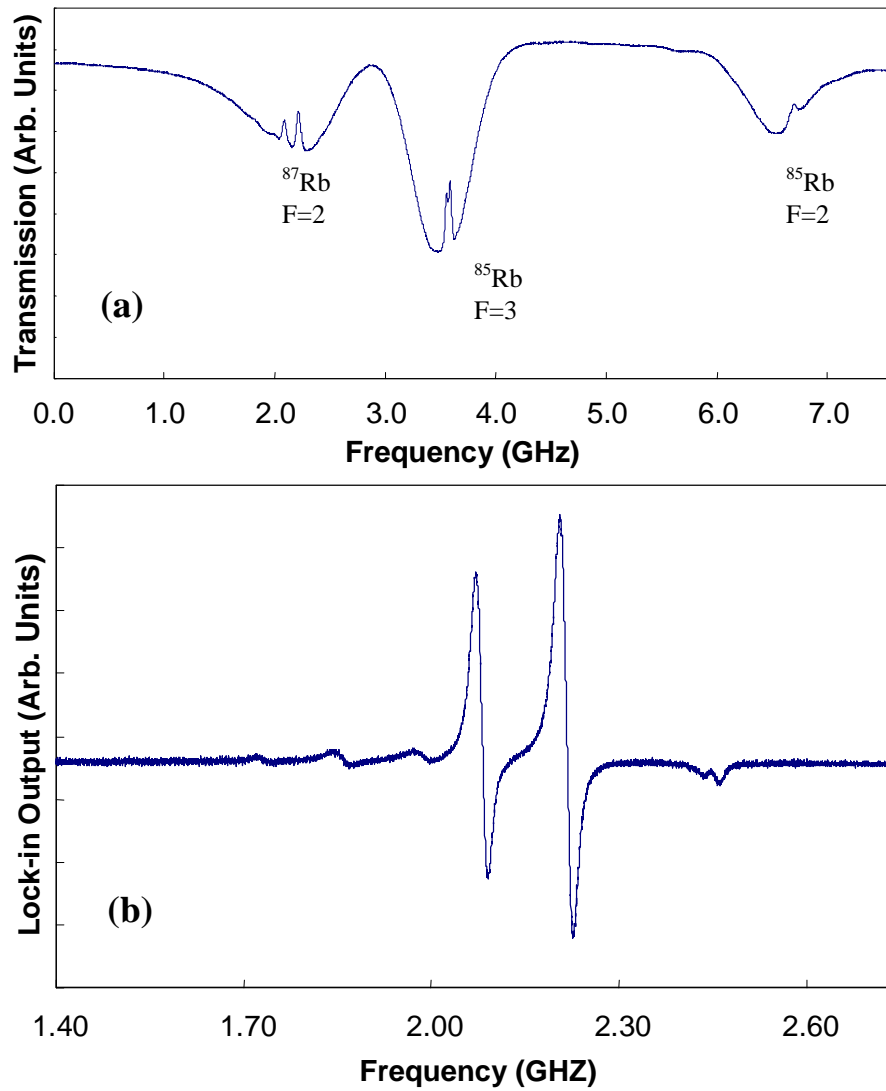 Transmission (Arb. Units)
⁸⁷Rb
F=2
⁸⁵Rb
F=3
⁸⁵Rb
F=2
(a)
0.0 1.0 2.0 3.0 4.0 5.0 6.0 7.0
Frequency (GHz)
Lock-in Output (Arb. Units)
(b)
1.40 1.70 2.00 2.30 2.60
Frequency (GHZ)